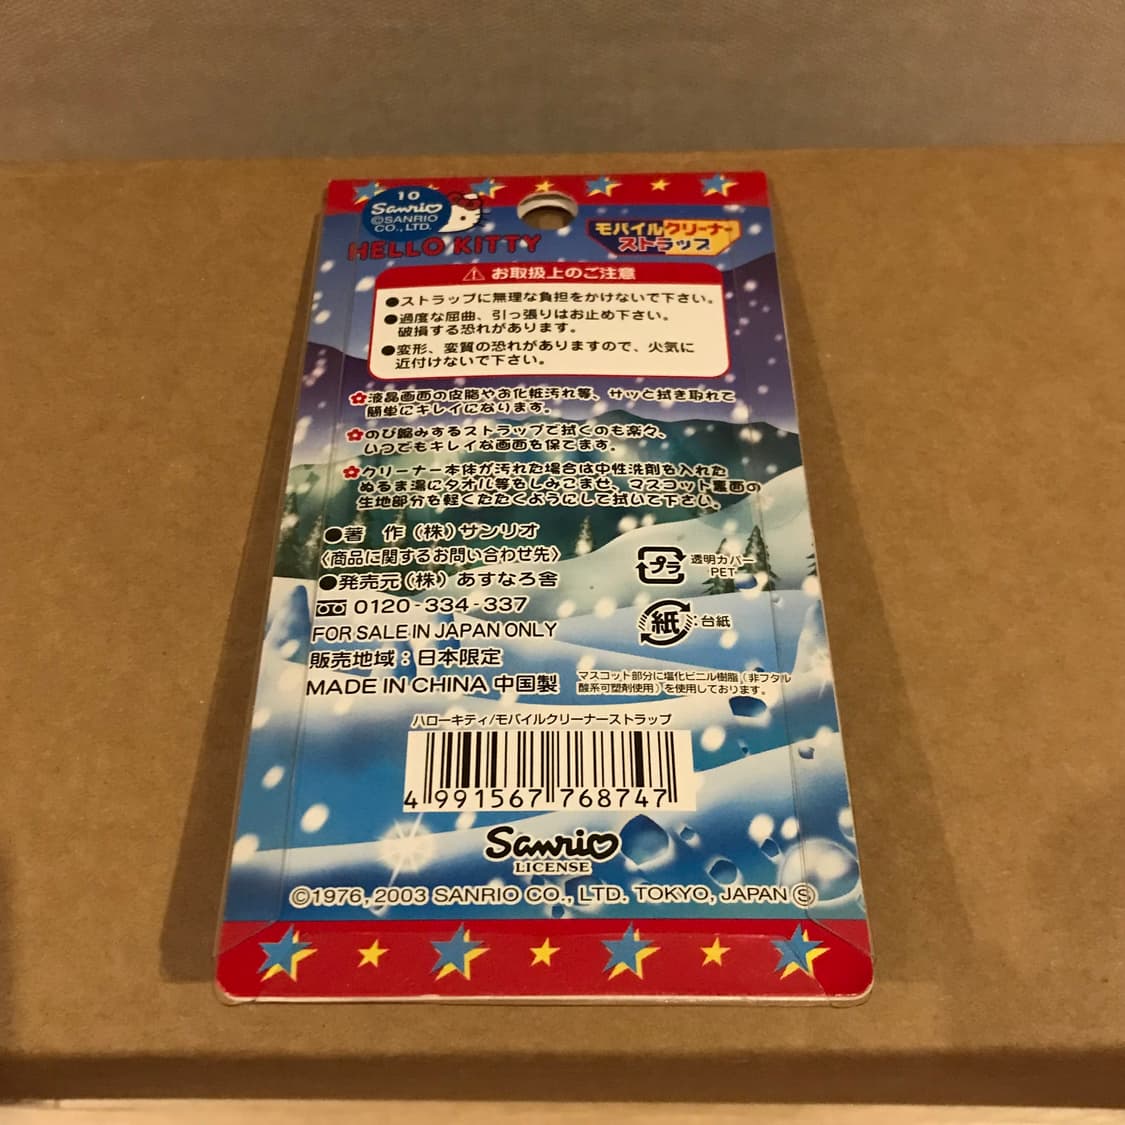 10
Sanrio
©SANRIO
CO.,LTD.
HELLO KITTY
モバイルクリーナー
ストラップ
⚠お取扱上のご注意
●ストラップに無理な負担をかけないで下さい。
●過度な屈曲、引っ張りはお止め下さい。
破損する恐れがあります。
●変形、変質の恐れがありますので、火気に
近付けないで下さい。
液晶画面の皮脂やお化粧汚れ等、サッと拭き取れて
簡単にキレイになります。
のび縮みするストラップで拭くのも楽々、
いつでもキレイな画面を保てます。
クリーナー本体が汚れた場合は中性洗剤を入れた
ぬるま湯にタオル等をしみこませ、マスコット裏面の
生地部分を軽くたたくようにして拭いて下さい。
●著 作(株)サンリオ
〈商品に関するお問い合わせ先〉
●発売元(株)あすなろ舎
0120-334-337
FOR SALE IN JAPAN ONLY
販売地域:日本限定
MADE IN CHINA 中国製
プラ
透明カバー
PET
紙
:台紙
マスコット部分に塩化ビニル樹脂(非フタル
酸系可塑剤使用)を使用しております。
ハローキティ/モバイルクリーナーストラップ
4 991567 768747
Sanrio
LICENSE
©1976,2003 SANRIO CO.,LTD. TOKYO,JAPAN Ⓢ